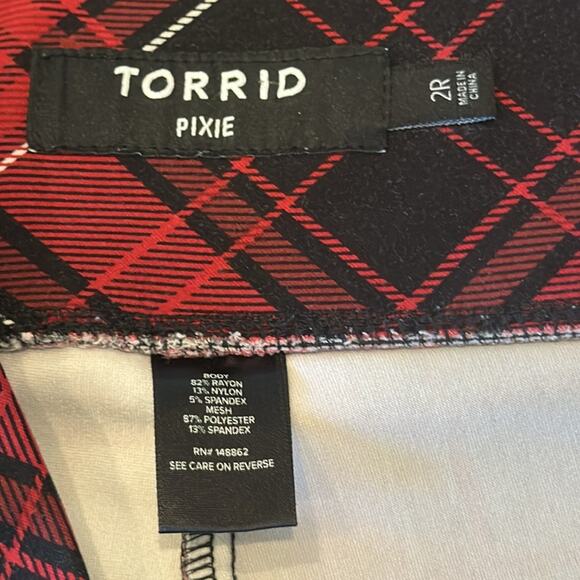 TORRID
PIXIE
2R
MADE IN
CHINA
BODY
82% RAYON
13% NYLON
5% SPANDEX
MESH
87% POLYESTER
13% SPANDEX
RN# 148862
SEE CARE ON REVERSE